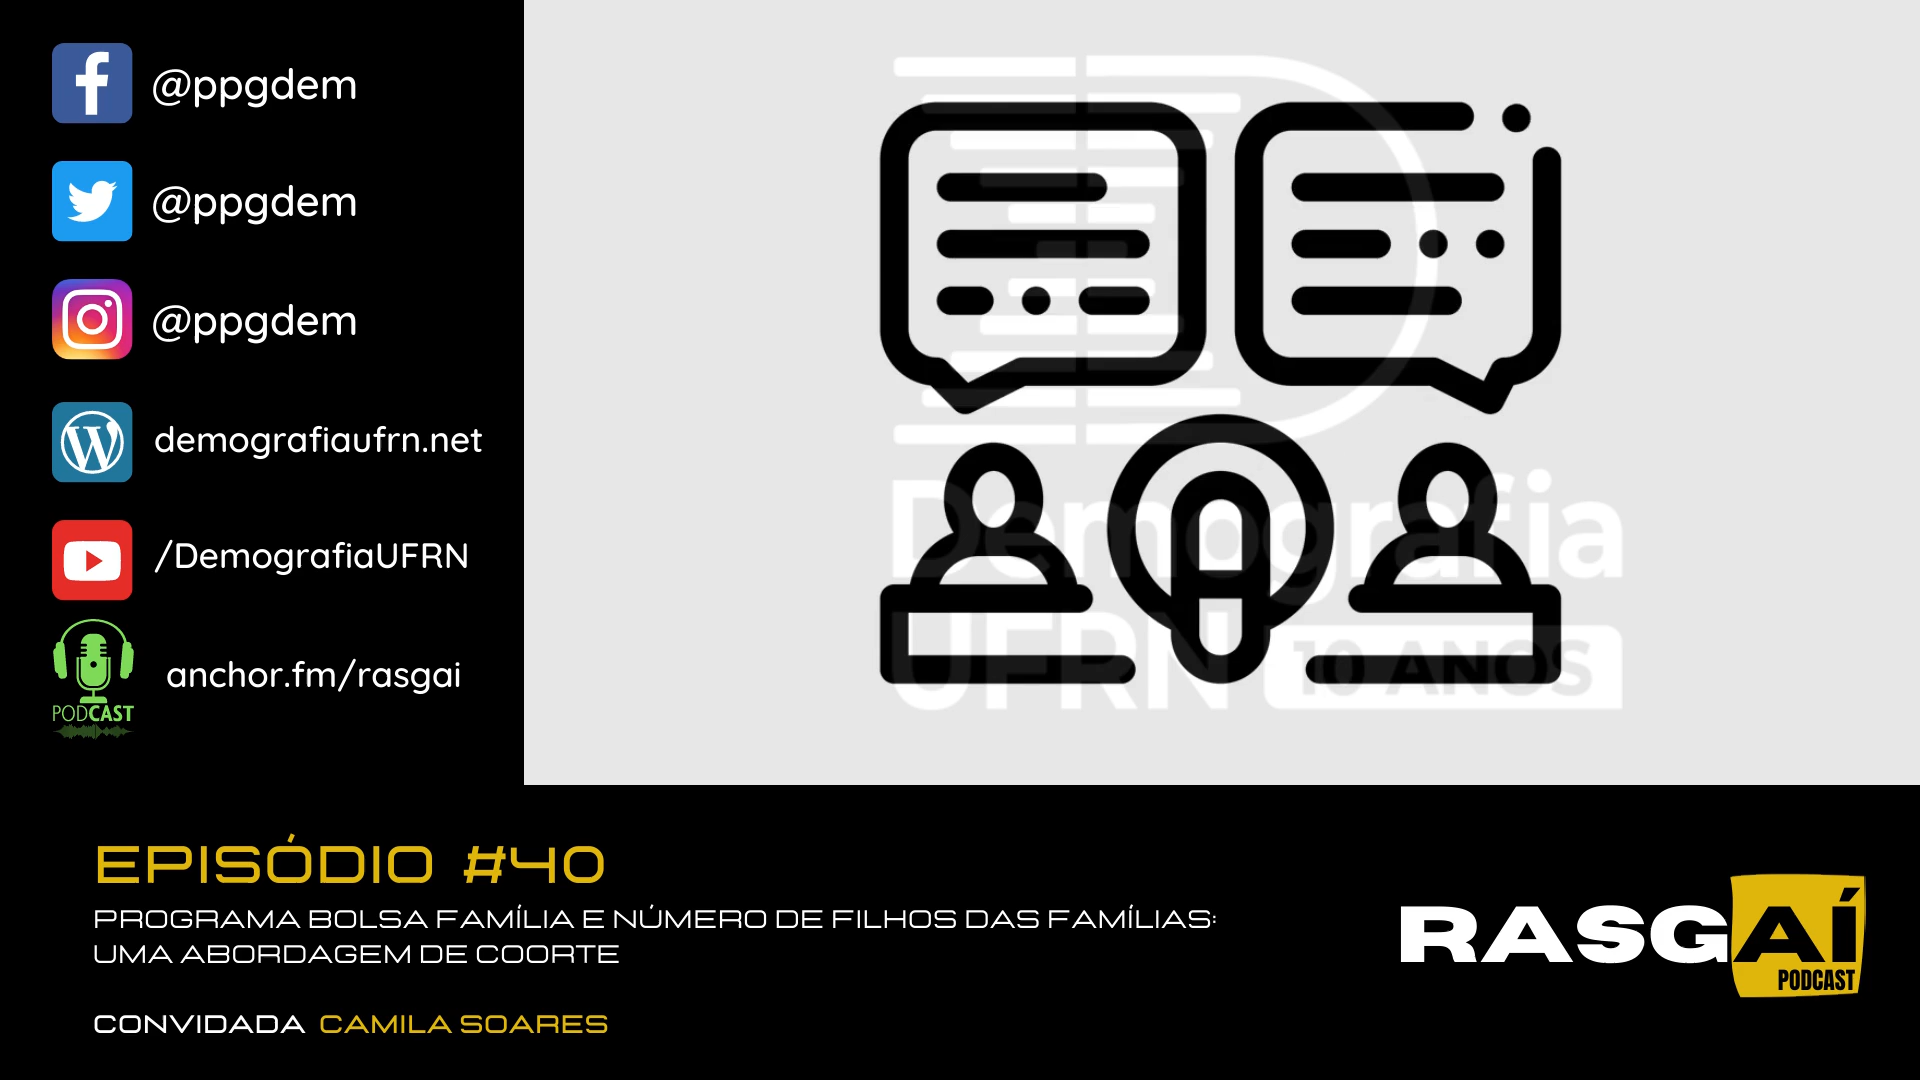 @ppgdem
@ppgdem
@ppgdem
demografiaufrn.net
/DemografiaUFRN
PODCAST
anchor.fm/rasgai
Demografia
UFRN 10 ANOS
EPISÓDIO #40
PROGRAMA BOLSA FAMÍLIA E NÚMERO DE FILHOS DAS FAMÍLIAS:
UMA ABORDAGEM DE COORTE
CONVIDADA CAMILA SOARES
RASGAÍ
PODCAST